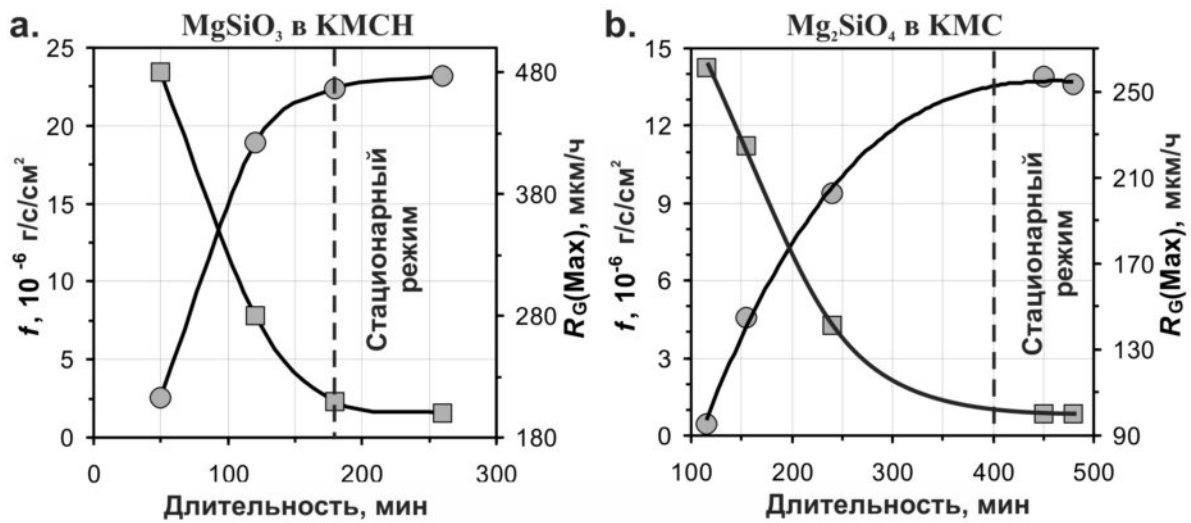 a.
MgSiO₃ в КМСН
25
20
15
10
5
0
f, 10 ⁻⁶ г/с/см²
480
380
280
180
R_G(Max), мкм/ч
Стационарный
режим
0 100 200 300
Длительность, мин
b.
Mg₂SiO₄ в КМС
15
12
9
6
3
0
f, 10 ⁻⁶ г/с/см²
250
210
170
130
90
R_G(Max), мкм/ч
Стационарный
режим
100 200 300 400 500
Длительность, мин